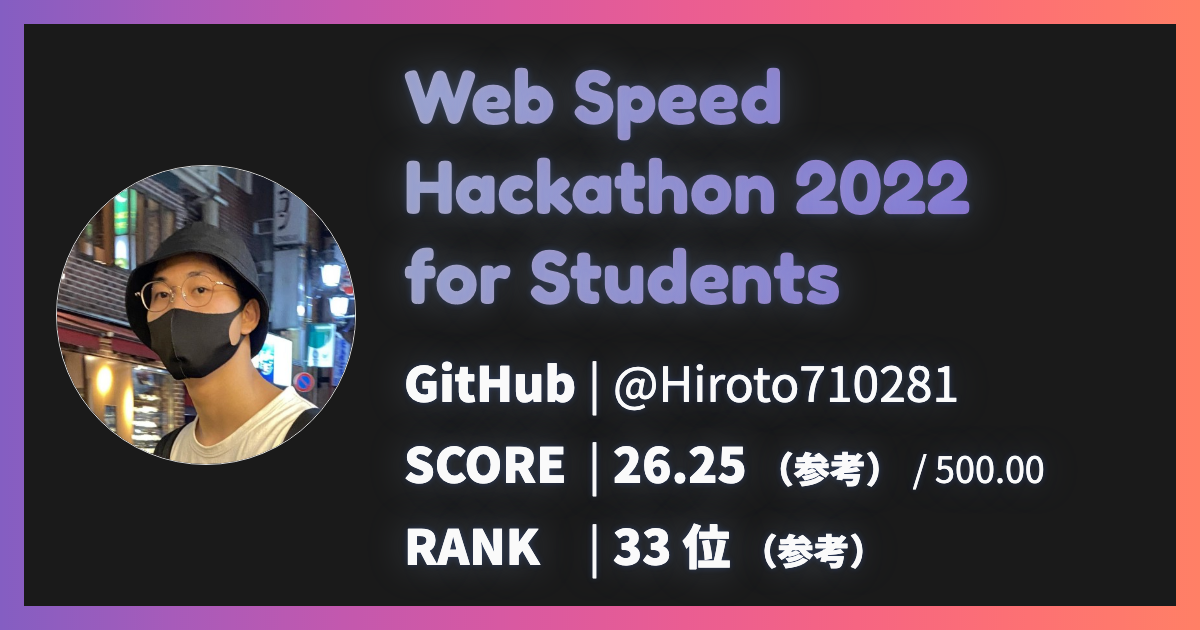 Web Speed
Hackathon 2022
for Students
GitHub | @Hiroto710281
SCORE | 26.25 （参考） / 500.00
RANK | 33 位 （参考）